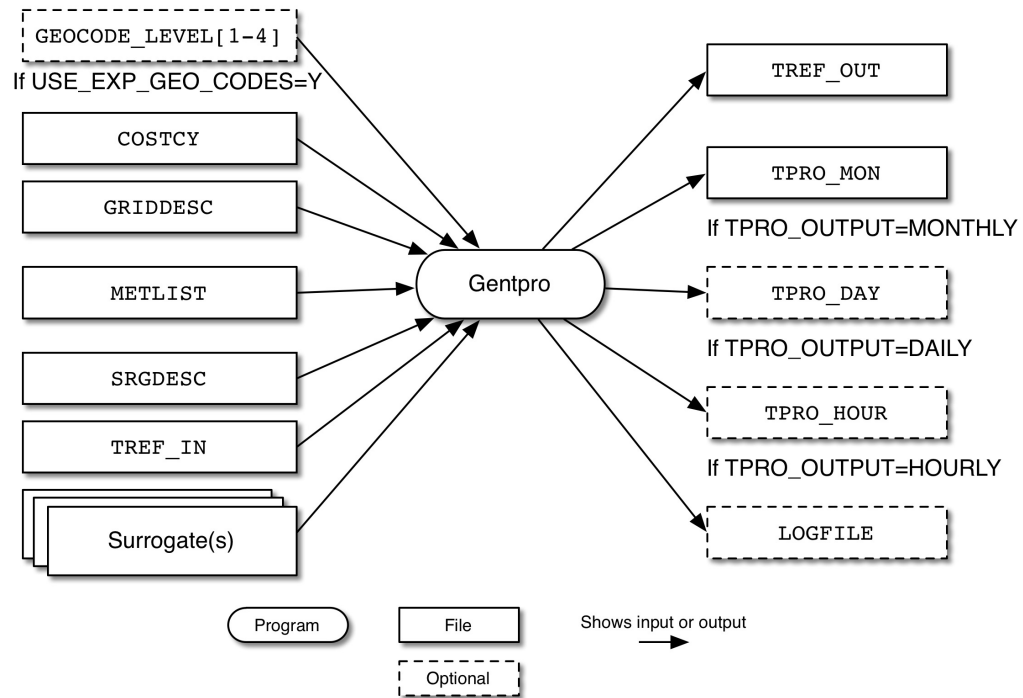 GEOCODE_LEVEL[1-4]
If USE_EXP_GEO_CODES=Y
COSTCY
GRIDDESC
METLIST
SRGDESC
TREF_IN
Surrogate(s)
Gentpro
TREF_OUT
TPRO_MON
If TPRO_OUTPUT=MONTHLY
TPRO_DAY
If TPRO_OUTPUT=DAILY
TPRO_HOUR
If TPRO_OUTPUT=HOURLY
LOGFILE
Program
File
Shows input or output
Optional